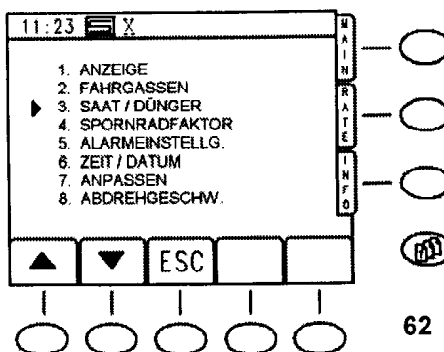 11:23 X
1. ANZEIGE
2. FAHRGASSEN
3. SAAT / DÜNGER
4. SPORNRADFAKTOR
5. ALARMEINSTELLG.
6. ZEIT / DATUM
7. ANPASSEN
8. ABDREHGESCHW.
MAIN
RATE
INFO
ESC
62